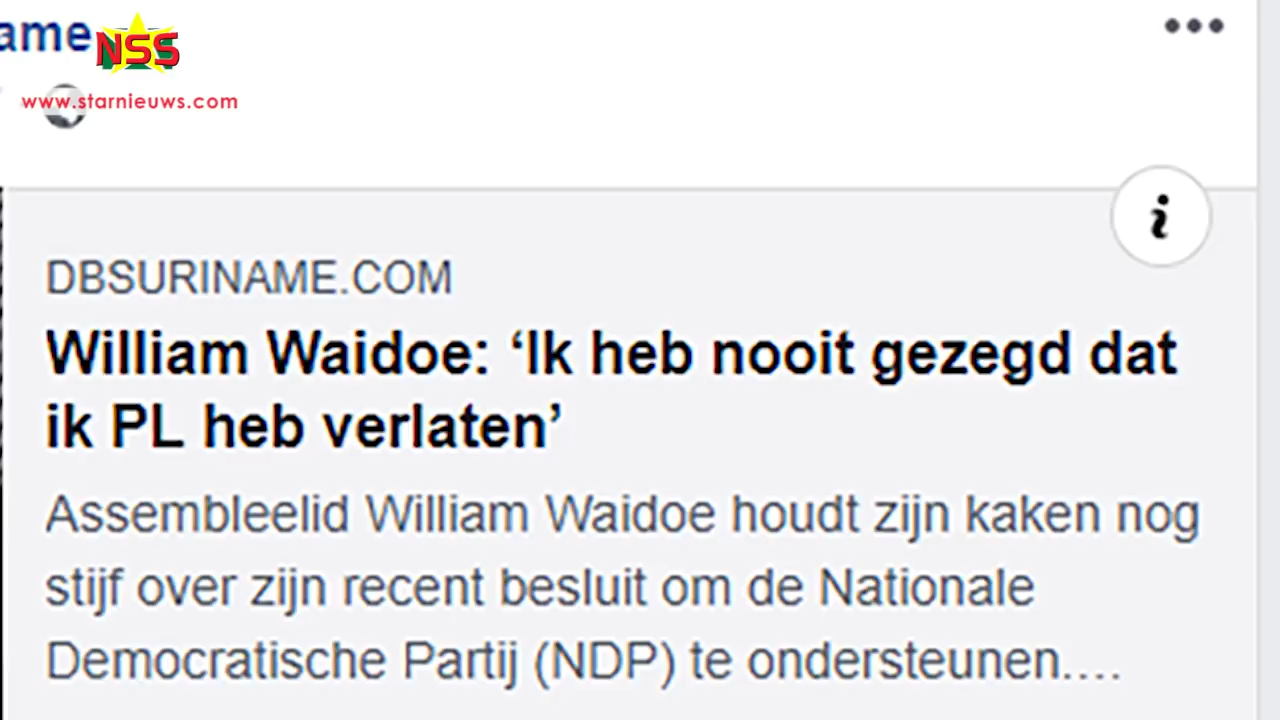 ame
NSS
www.starnieuws.com
i
DBSURINAME.COM
William Waidoe: ‘Ik heb nooit gezegd dat
ik PL heb verlaten’
Assembleelid William Waidoe houdt zijn kaken nog
stijf over zijn recent besluit om de Nationale
Democratische Partij (NDP) te ondersteunen....